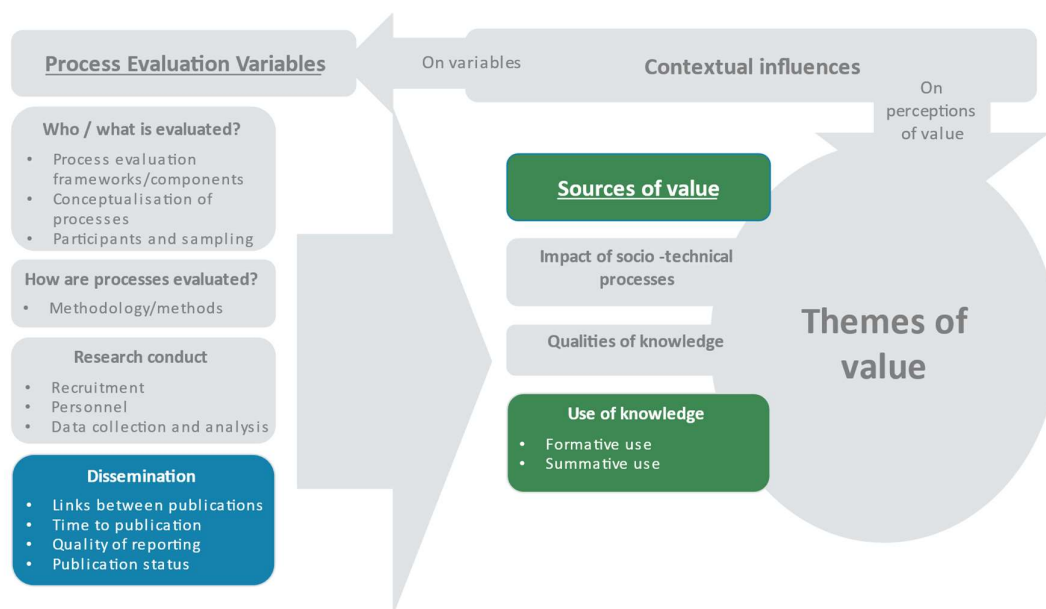 Process Evaluation Variables
On variables
Contextual influences
On
perceptions
of value
Who / what is evaluated?
• Process evaluation
frameworks/components
• Conceptualisation of
processes
• Participants and sampling
How are processes evaluated?
• Methodology/methods
Research conduct
• Recruitment
• Personnel
• Data collection and analysis
Dissemination
• Links between publications
• Time to publication
• Quality of reporting
• Publication status
Sources of value
Impact of socio -technical
processes
Qualities of knowledge
Use of knowledge
• Formative use
• Summative use
Themes of
value